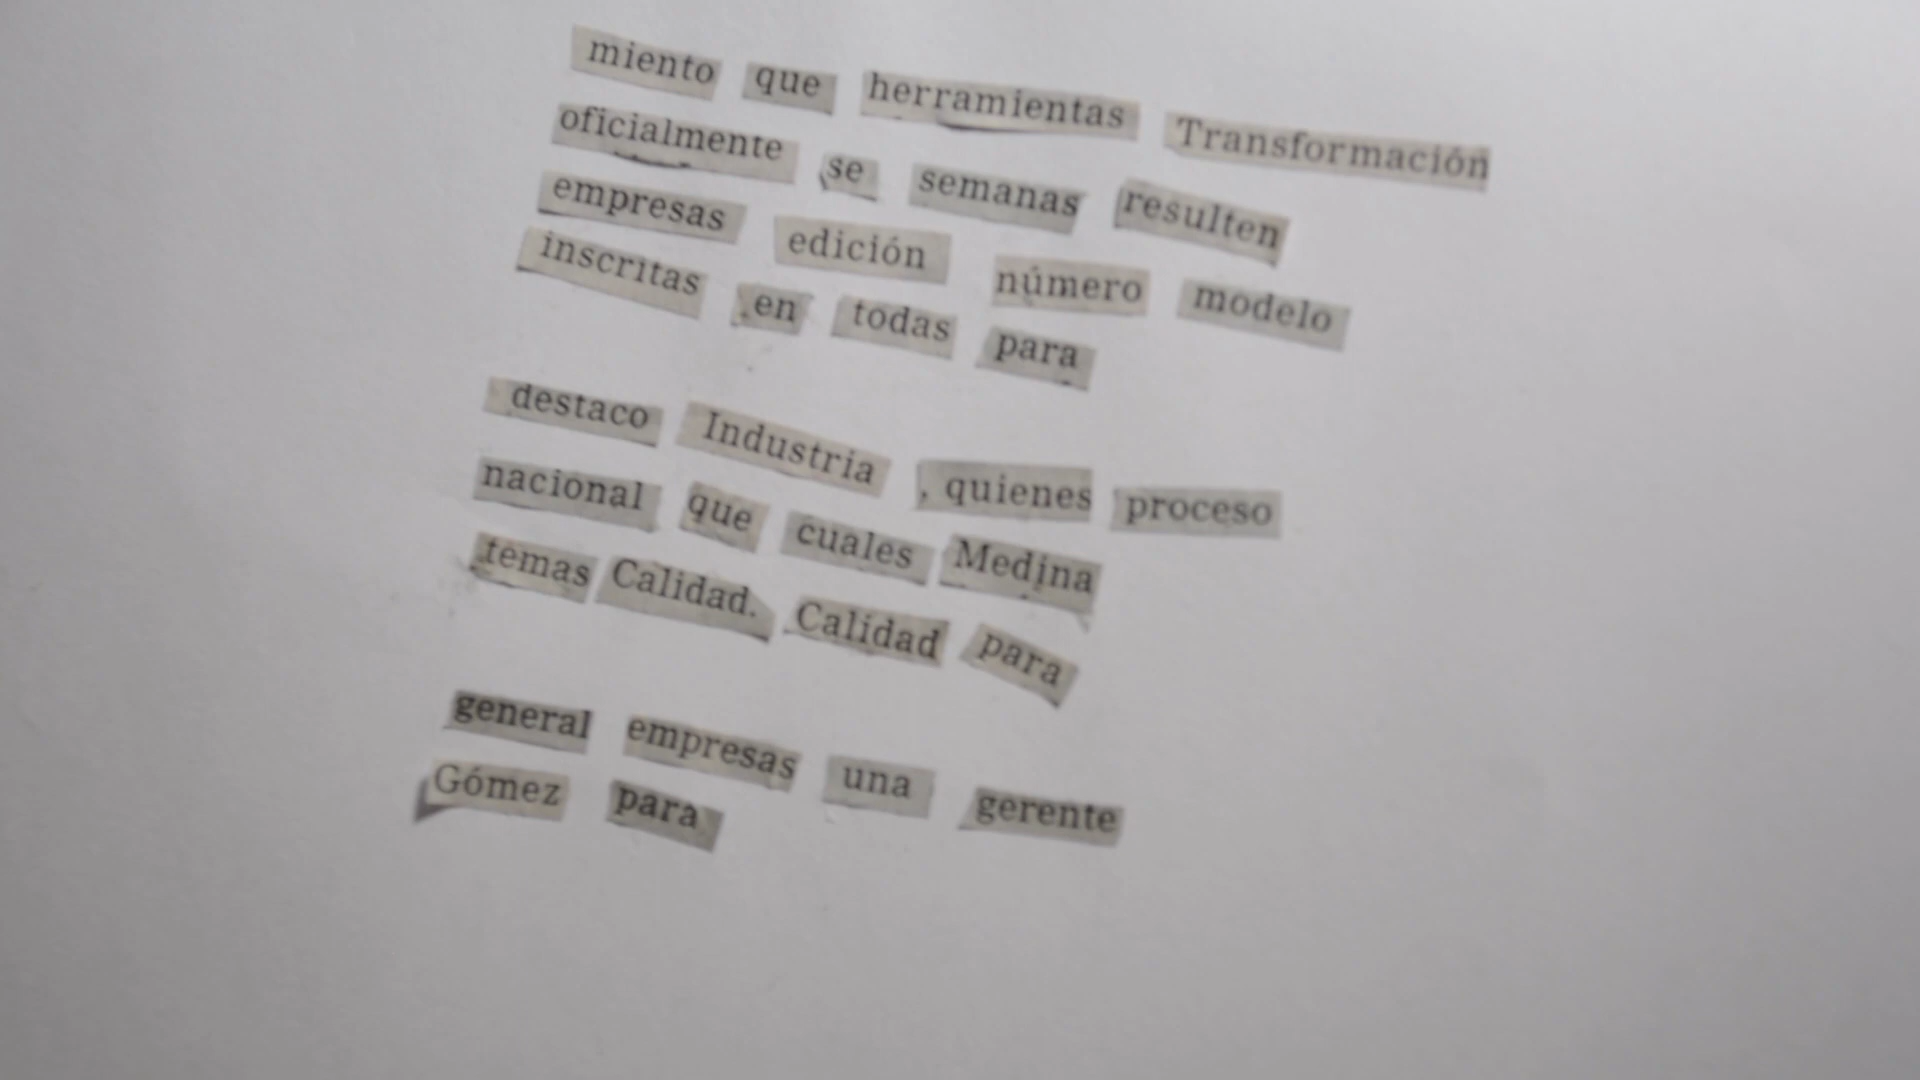 miento que herramientas Transformación
oficialmente se semanas resulten
empresas edición número modelo
inscritas en todas para
destaco Industria , quienes proceso
nacional que cuales Medina
temas Calidad. Calidad para
general empresas una gerente
Gómez para